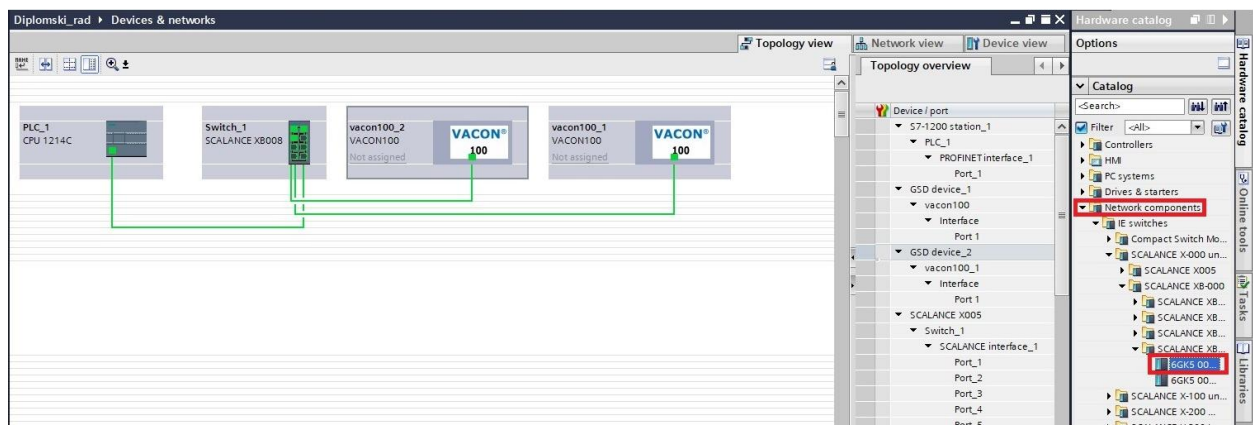 Diplomski_rad ▸ Devices & networks
Topology view
Network view
Device view
PLC_1
CPU 1214C
Switch_1
SCALANCE XB008
vacon100_2
VACON100
Not assigned
VACON®
100
vacon100_1
VACON100
Not assigned
VACON®
100
Topology overview
Device / port
S7-1200 station_1
PLC_1
PROFINET interface_1
Port_1
GSD device_1
vacon100
Interface
Port 1
GSD device_2
vacon100_1
Interface
Port 1
SCALANCE X005
Switch_1
SCALANCE interface_1
Port_1
Port_2
Port_3
Port_4
Port_5
Hardware catalog
Options
Catalog
<Search>
Filter <All>
Controllers
HMI
PC systems
Drives & starters
Network components
IE switches
Compact Switch Mo...
SCALANCE X-000 un...
SCALANCE X005
SCALANCE XB-000
SCALANCE XB...
SCALANCE XB...
SCALANCE XB...
SCALANCE XB...
6GK5 00...
6GK5 00...
SCALANCE X-100 un...
SCALANCE X-200 ...
Hardware catalog
Online tools
Tasks
Libraries